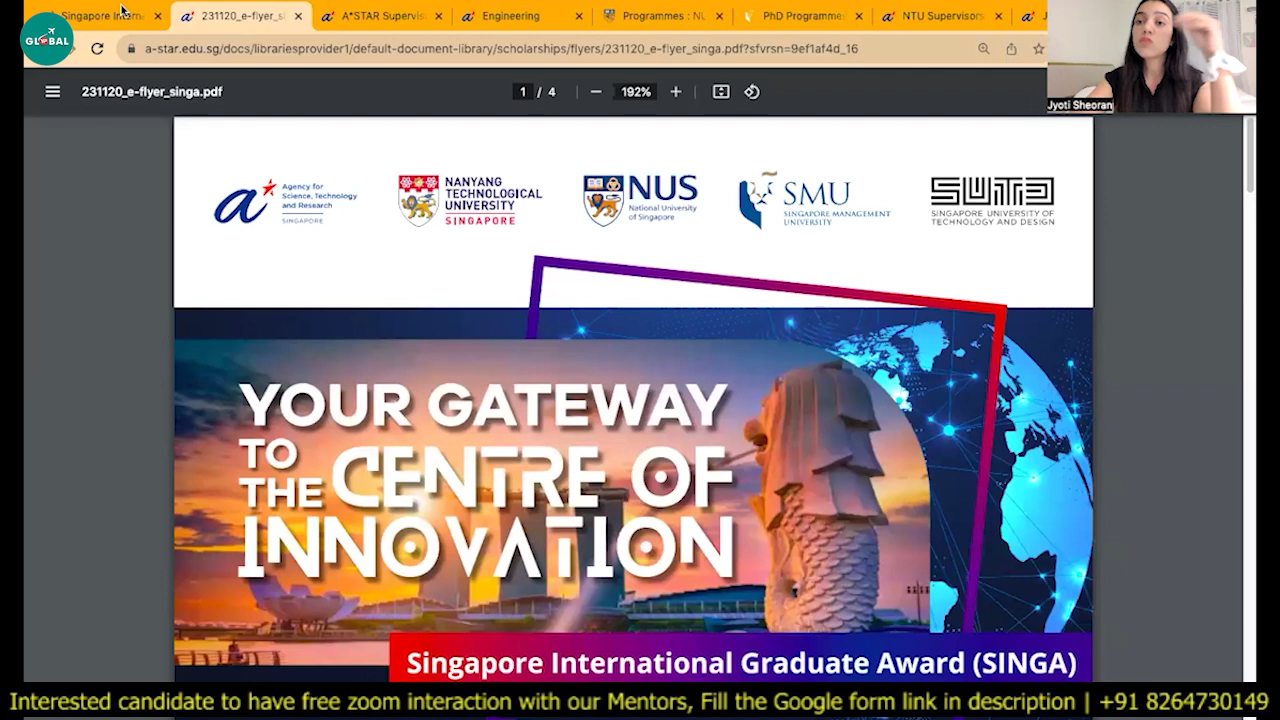 Singapore Intern
231120_e-flyer_si
A*STAR Supervis
Engineering
Programmes : NU
PhD Programme
NTU Supervisors
J
GLOBAL
a-star.edu.sg/docs/librariesprovider1/default-document-library/scholarships/flyers/231120_e-flyer_singa.pdf?sfvrsn=9ef1af4d_16
231120_e-flyer_singa.pdf
1 / 4
192%
Jyoti Sheoran
a
Agency for
Science, Technology
and Research
SINGAPORE
NANYANG
TECHNOLOGICAL
UNIVERSITY
SINGAPORE
NUS
National University
of Singapore
SMU
SINGAPORE MANAGEMENT
UNIVERSITY
SUTD
SINGAPORE UNIVERSITY OF
TECHNOLOGY AND DESIGN
YOUR GATEWAY
TO THE CENTRE OF
INNOVATION
Singapore International Graduate Award (SINGA)
Interested candidate to have free zoom interaction with our Mentors, Fill the Google form link in description | +91 8264730149